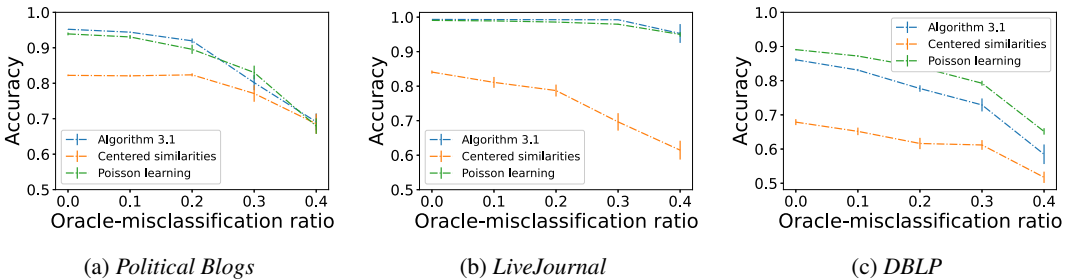 1.0
0.9
0.8
0.7
0.6
0.5
Accuracy
Algorithm 3.1
Centered similarities
Poisson learning
0.0 0.1 0.2 0.3 0.4
Oracle-misclassification ratio
(a) Political Blogs
1.0
0.9
0.8
0.7
0.6
0.5
Accuracy
Algorithm 3.1
Centered similarities
Poisson learning
0.0 0.1 0.2 0.3 0.4
Oracle-misclassification ratio
(b) LiveJournal
1.0
0.9
0.8
0.7
0.6
0.5
Accuracy
Algorithm 3.1
Centered similarities
Poisson learning
0.0 0.1 0.2 0.3 0.4
Oracle-misclassification ratio
(c) DBLP